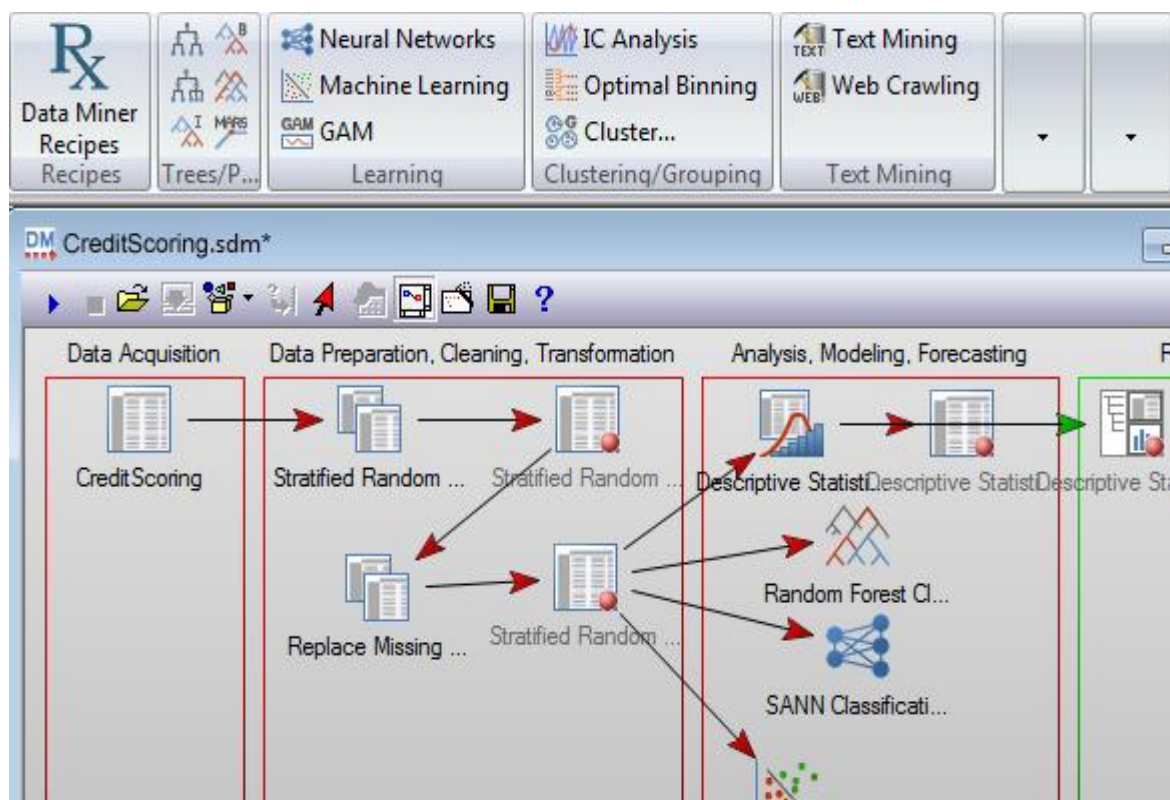 Rx
Data Miner
Recipes
Recipes
B
I
MARS
Trees/P...
Neural Networks
Machine Learning
GAM GAM
Learning
IC Analysis
Optimal Binning
G Cluster...
Clustering/Grouping
TEXT Text Mining
WEB Web Crawling
Text Mining
DM CreditScoring.sdm*
?
Data Acquisition
Data Preparation, Cleaning, Transformation
Analysis, Modeling, Forecasting
CreditScoring
Stratified Random ...
Stratified Random ...
Descriptive Statisti...
Descriptive Statisti
Descriptive Sta
Replace Missing ...
Stratified Random ...
Random Forest Cl...
SANN Classificati...